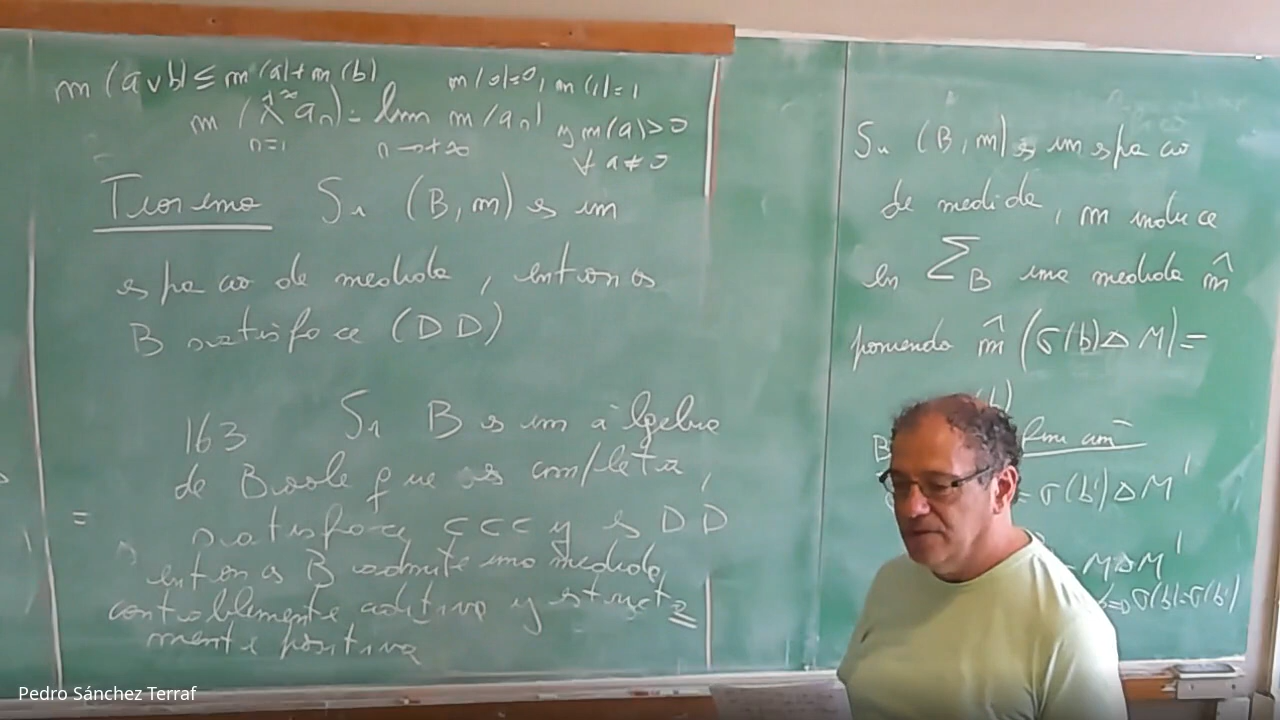 m(a∨b) ≤ m(a) + m(b)   m(0)=0, m(1)=1
m(⋀_{n=1}^{∞} a_n) = lim_{n→+∞} m(a_n)   y m(a)>0
∀ a≠0
Teorema   Si (B,m) es un
espacio de medida, entonces
B satisface (DD)
163   Si B es un álgebra
de Boole que es completa,
satisface CCC y es DD
entonces B admite una medida
contablemente aditiva y estricta
mente positiva
Si (B,m) es un espacio
de medida, m induce
en Σ_B una medida m̂
poniendo m̂(σ(b)ΔM) =
= σ(b')ΔM'
= MΔM'
σ(b)=σ(b')
Pedro Sánchez Terraf